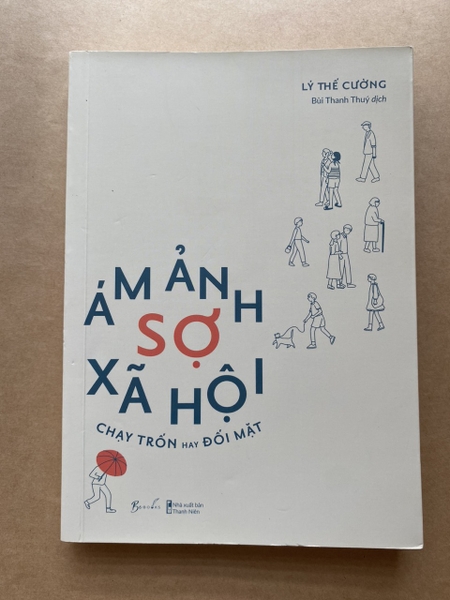 LÝ THẾ CƯỜNG
Bùi Thanh Thuý dịch
ÁM ẢNH
SỢ
XÃ HỘI
CHẠY TRỐN HAY ĐỐI MẶT
Beebooks
Nhà xuất bản
Thanh Niên